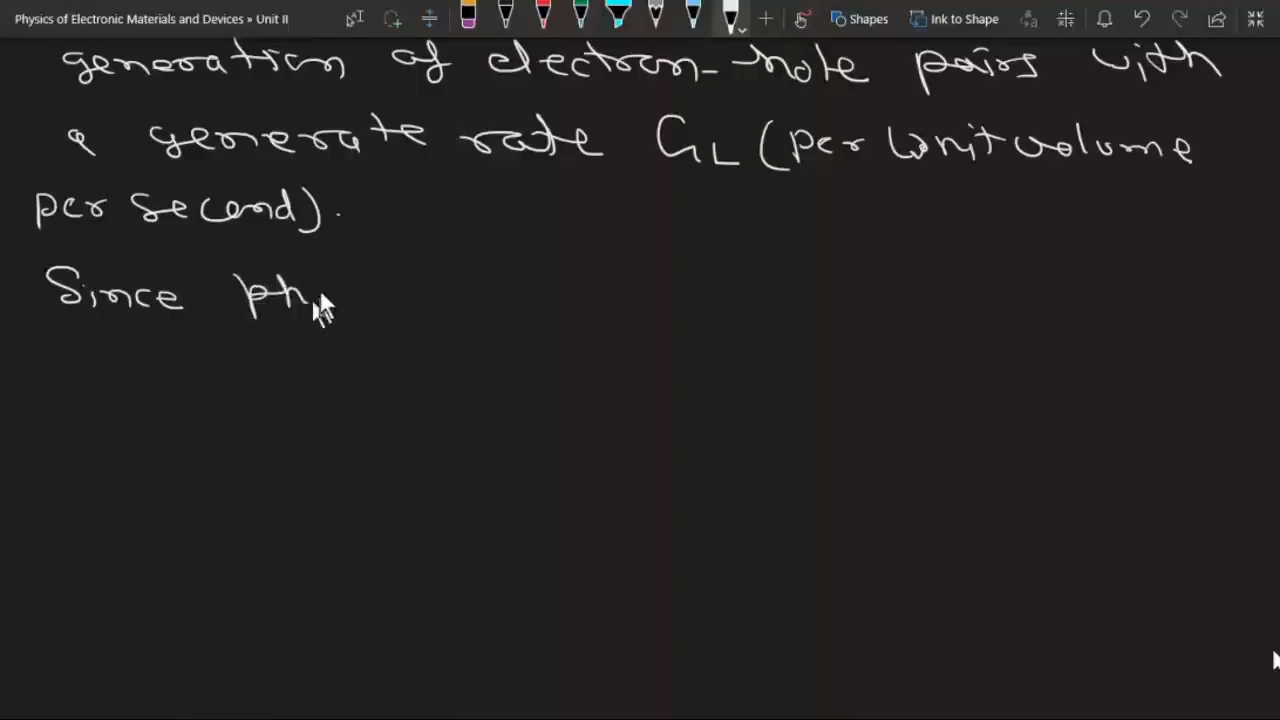 Physics of Electronic Materials and Devices » Unit II
Shapes
Ink to Shape
generation of electron-hole pairs with
a generate rate GL (per unit volume
per second).
Since ph